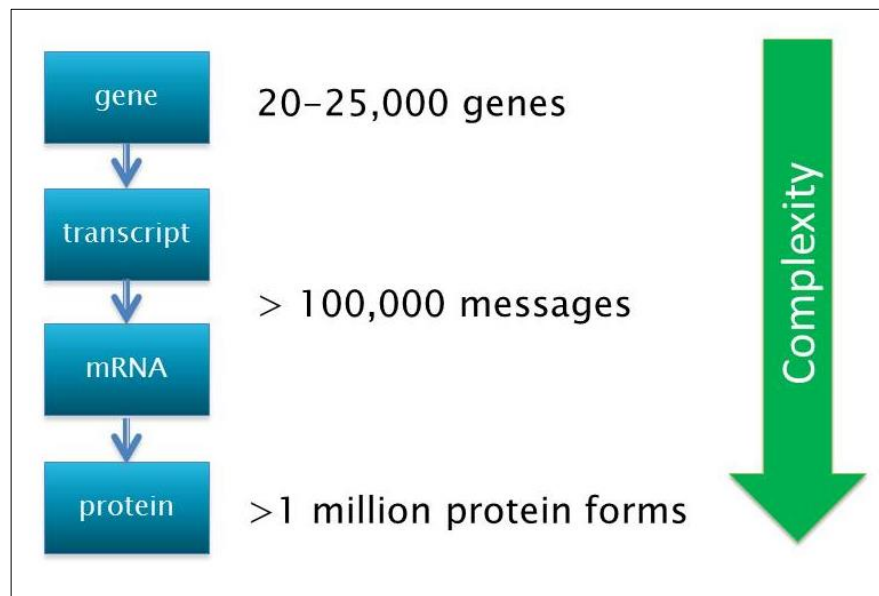 gene
20–25,000 genes
transcript
> 100,000 messages
mRNA
protein
>1 million protein forms
Complexity